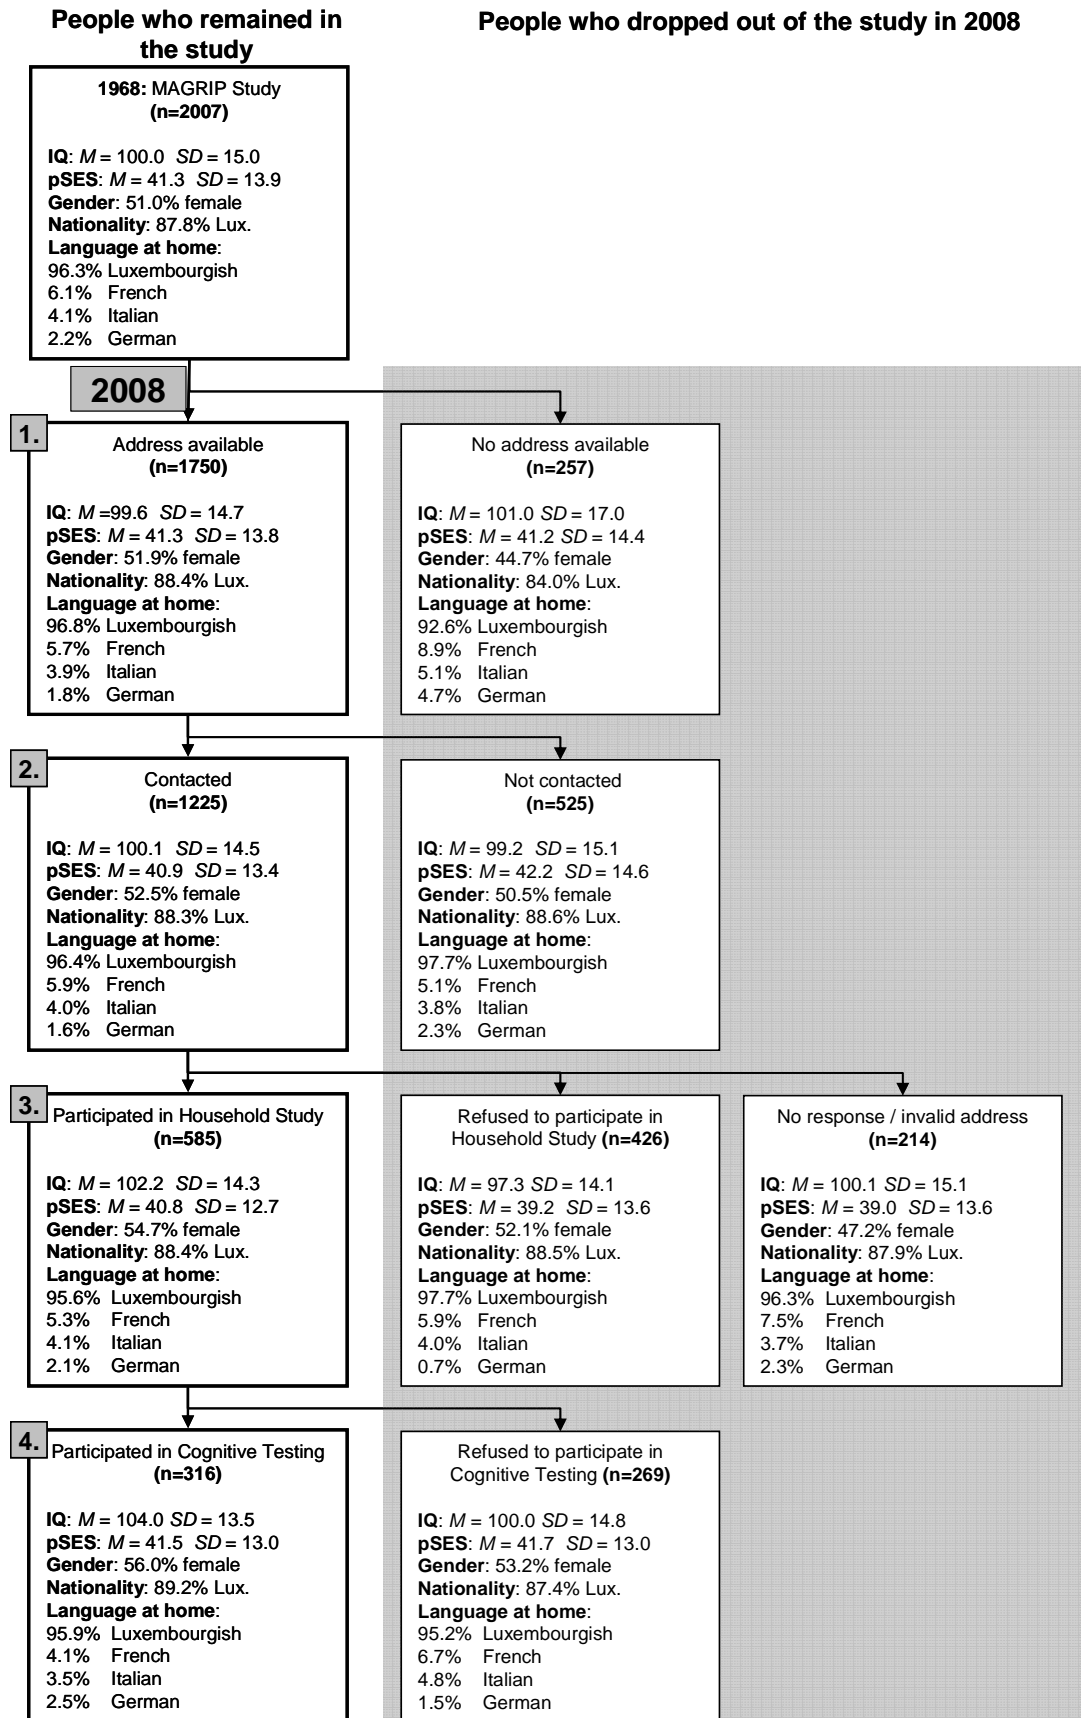 People who remained in
the study
People who dropped out of the study in 2008
1968: MAGRIP Study
(n=2007)
IQ: M = 100.0 SD = 15.0
pSES: M = 41.3 SD = 13.9
Gender: 51.0% female
Nationality: 87.8% Lux.
Language at home:
96.3% Luxembourgish
6.1% French
4.1% Italian
2.2% German
2008
1.
Address available
(n=1750)
IQ: M =99.6 SD = 14.7
pSES: M = 41.3 SD = 13.8
Gender: 51.9% female
Nationality: 88.4% Lux.
Language at home:
96.8% Luxembourgish
5.7% French
3.9% Italian
1.8% German
No address available
(n=257)
IQ: M = 101.0 SD = 17.0
pSES: M = 41.2 SD = 14.4
Gender: 44.7% female
Nationality: 84.0% Lux.
Language at home:
92.6% Luxembourgish
8.9% French
5.1% Italian
4.7% German
2.
Contacted
(n=1225)
IQ: M = 100.1 SD = 14.5
pSES: M = 40.9 SD = 13.4
Gender: 52.5% female
Nationality: 88.3% Lux.
Language at home:
96.4% Luxembourgish
5.9% French
4.0% Italian
1.6% German
Not contacted
(n=525)
IQ: M = 99.2 SD = 15.1
pSES: M = 42.2 SD = 14.6
Gender: 50.5% female
Nationality: 88.6% Lux.
Language at home:
97.7% Luxembourgish
5.1% French
3.8% Italian
2.3% German
3.
Participated in Household Study
(n=585)
IQ: M = 102.2 SD = 14.3
pSES: M = 40.8 SD = 12.7
Gender: 54.7% female
Nationality: 88.4% Lux.
Language at home:
95.6% Luxembourgish
5.3% French
4.1% Italian
2.1% German
Refused to participate in
Household Study (n=426)
IQ: M = 97.3 SD = 14.1
pSES: M = 39.2 SD = 13.6
Gender: 52.1% female
Nationality: 88.5% Lux.
Language at home:
97.7% Luxembourgish
5.9% French
4.0% Italian
0.7% German
No response / invalid address
(n=214)
IQ: M = 100.1 SD = 15.1
pSES: M = 39.0 SD = 13.6
Gender: 47.2% female
Nationality: 87.9% Lux.
Language at home:
96.3% Luxembourgish
7.5% French
3.7% Italian
2.3% German
4.
Participated in Cognitive Testing
(n=316)
IQ: M = 104.0 SD = 13.5
pSES: M = 41.5 SD = 13.0
Gender: 56.0% female
Nationality: 89.2% Lux.
Language at home:
95.9% Luxembourgish
4.1% French
3.5% Italian
2.5% German
Refused to participate in
Cognitive Testing (n=269)
IQ: M = 100.0 SD = 14.8
pSES: M = 41.7 SD = 13.0
Gender: 53.2% female
Nationality: 87.4% Lux.
Language at home:
95.2% Luxembourgish
6.7% French
4.8% Italian
1.5% German